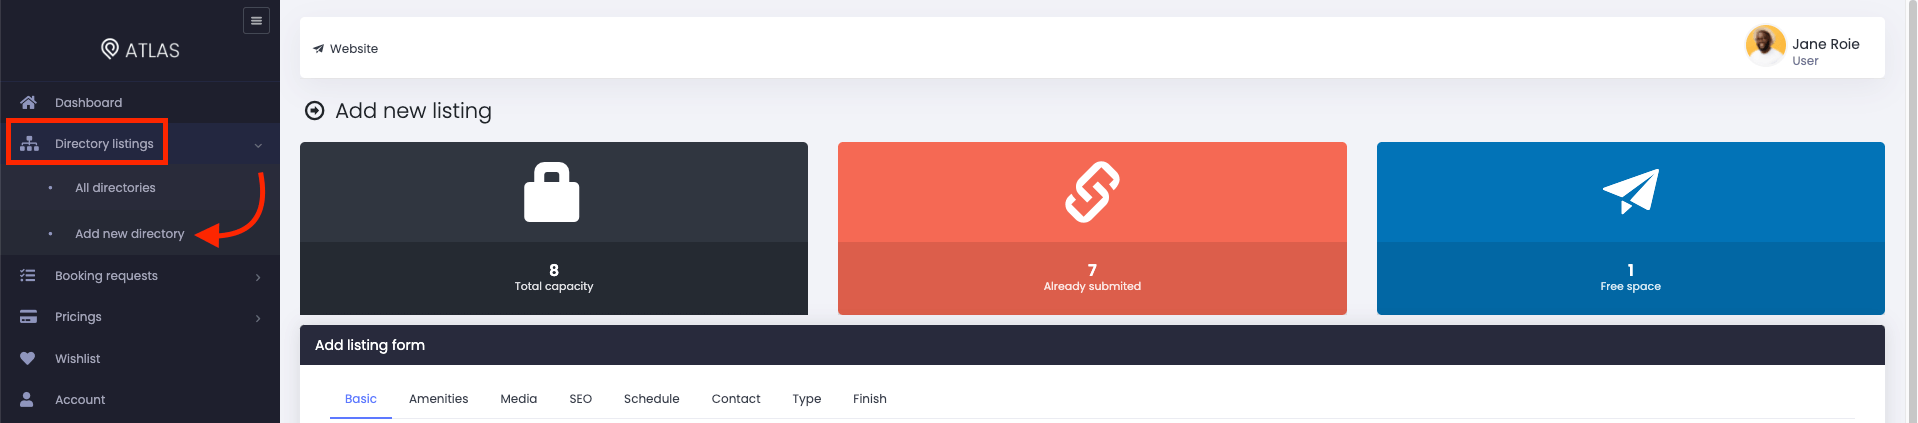 ATLAS
Dashboard
Directory listings
All directories
Add new directory
Booking requests
Pricings
Wishlist
Account
Website
Jane Roie
User
Add new listing
8
Total capacity
7
Already submited
1
Free space
Add listing form
Basic Amenities Media SEO Schedule Contact Type Finish